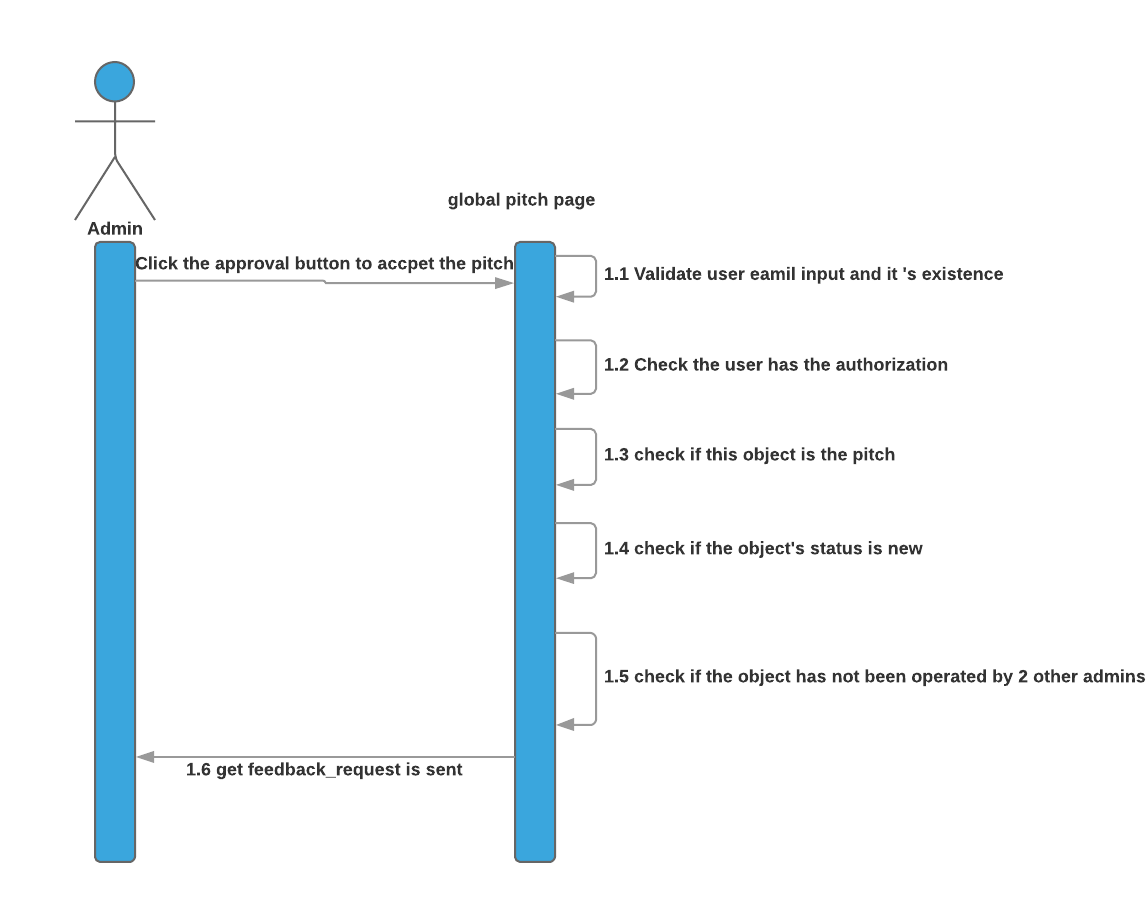 global pitch page
Admin
Click the approval button to accpet the pitch
1.1 Validate user eamil input and it 's existence
1.2 Check the user has the authorization
1.3 check if this object is the pitch
1.4 check if the object's status is new
1.5 check if the object has not been operated by 2 other admins
1.6 get feedback_request is sent